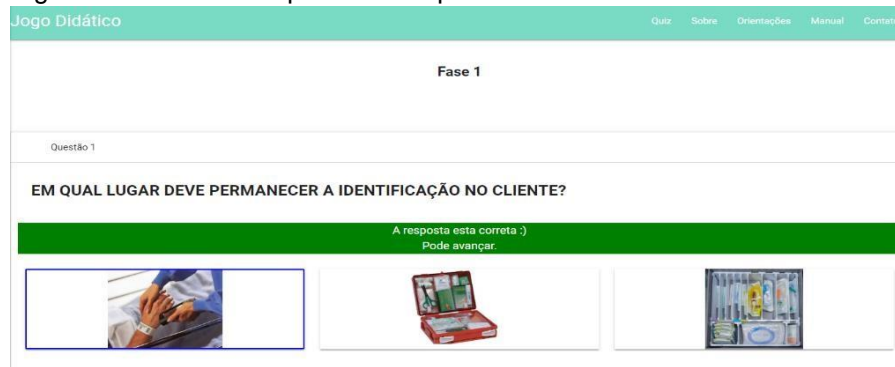 Jogo Didático
Quiz Sobre Orientações Manual
Fase 1
Questão 1
EM QUAL LUGAR DEVE PERMANECER A IDENTIFICAÇÃO NO CLIENTE?
A resposta esta correta :)
Pode avançar.